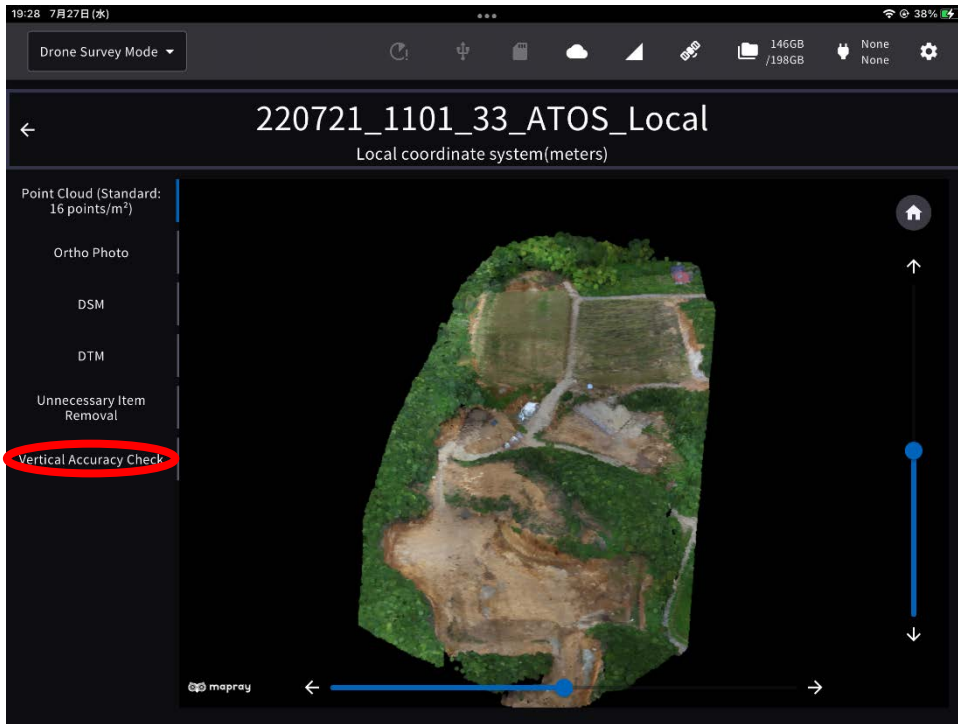 19:28 7月27日(水)
38%
Drone Survey Mode
146GB
/198GB
None
None
220721_1101_33_ATOS_Local
Local coordinate system(meters)
Point Cloud (Standard:
16 points/m²)
Ortho Photo
DSM
DTM
Unnecessary Item
Removal
Vertical Accuracy Check
mapray